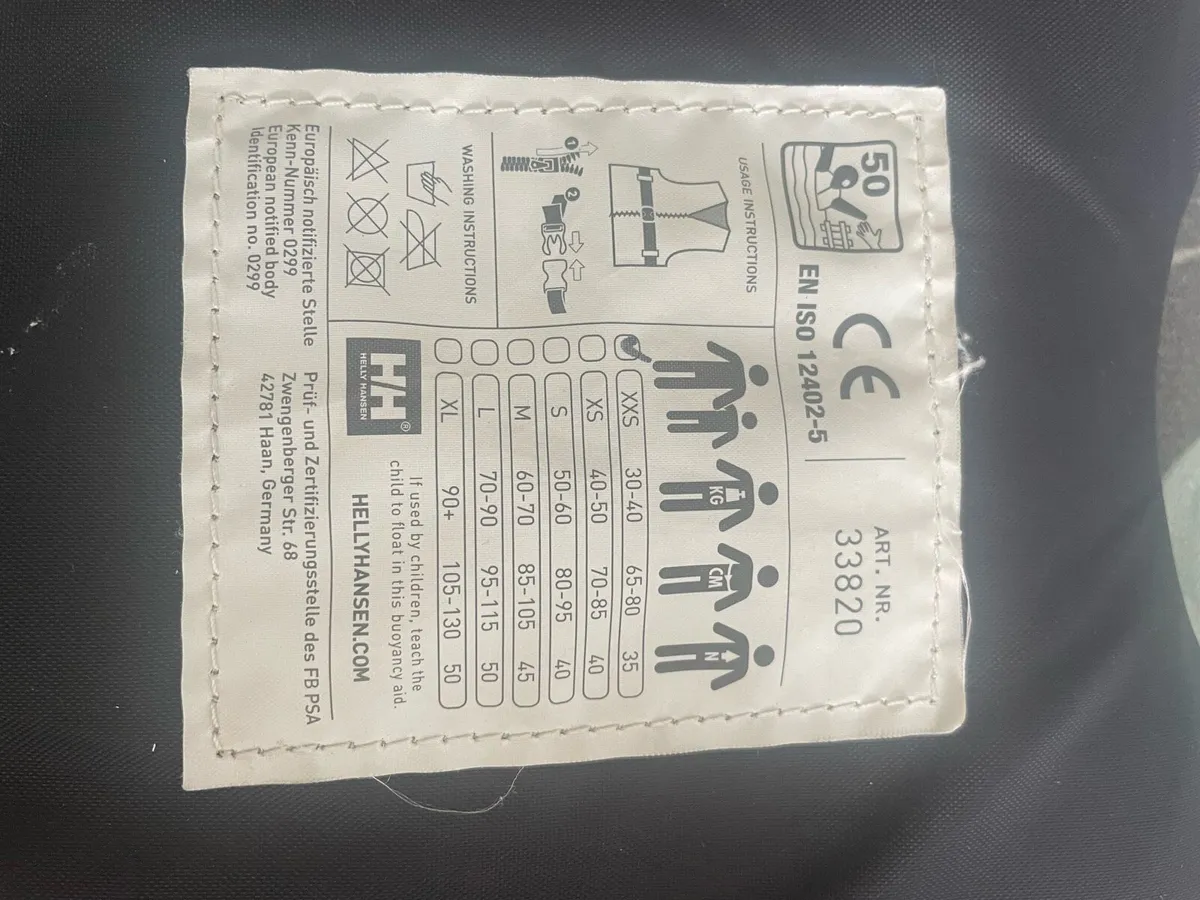 50
CE
EN ISO 12402-5
ART. NR.
33820
USAGE INSTRUCTIONS
1
2
WASHING INSTRUCTIONS
KG CM N
XXS 30-40 65-80 35
XS 40-50 70-85 40
S 50-60 80-95 40
M 60-70 85-105 45
L 70-90 95-115 50
XL 90+ 105-130 50
H/H®
HELLY HANSEN
If used by children, teach the
child to float in this buoyancy aid.
HELLYHANSEN.COM
Europäisch notifizierte Stelle
Kenn-Nummer 0299
European notified body
Identification no. 0299
Prüf- und Zertifizierungsstelle des FB PSA
Zwengenberger Str. 68
42781 Haan, Germany